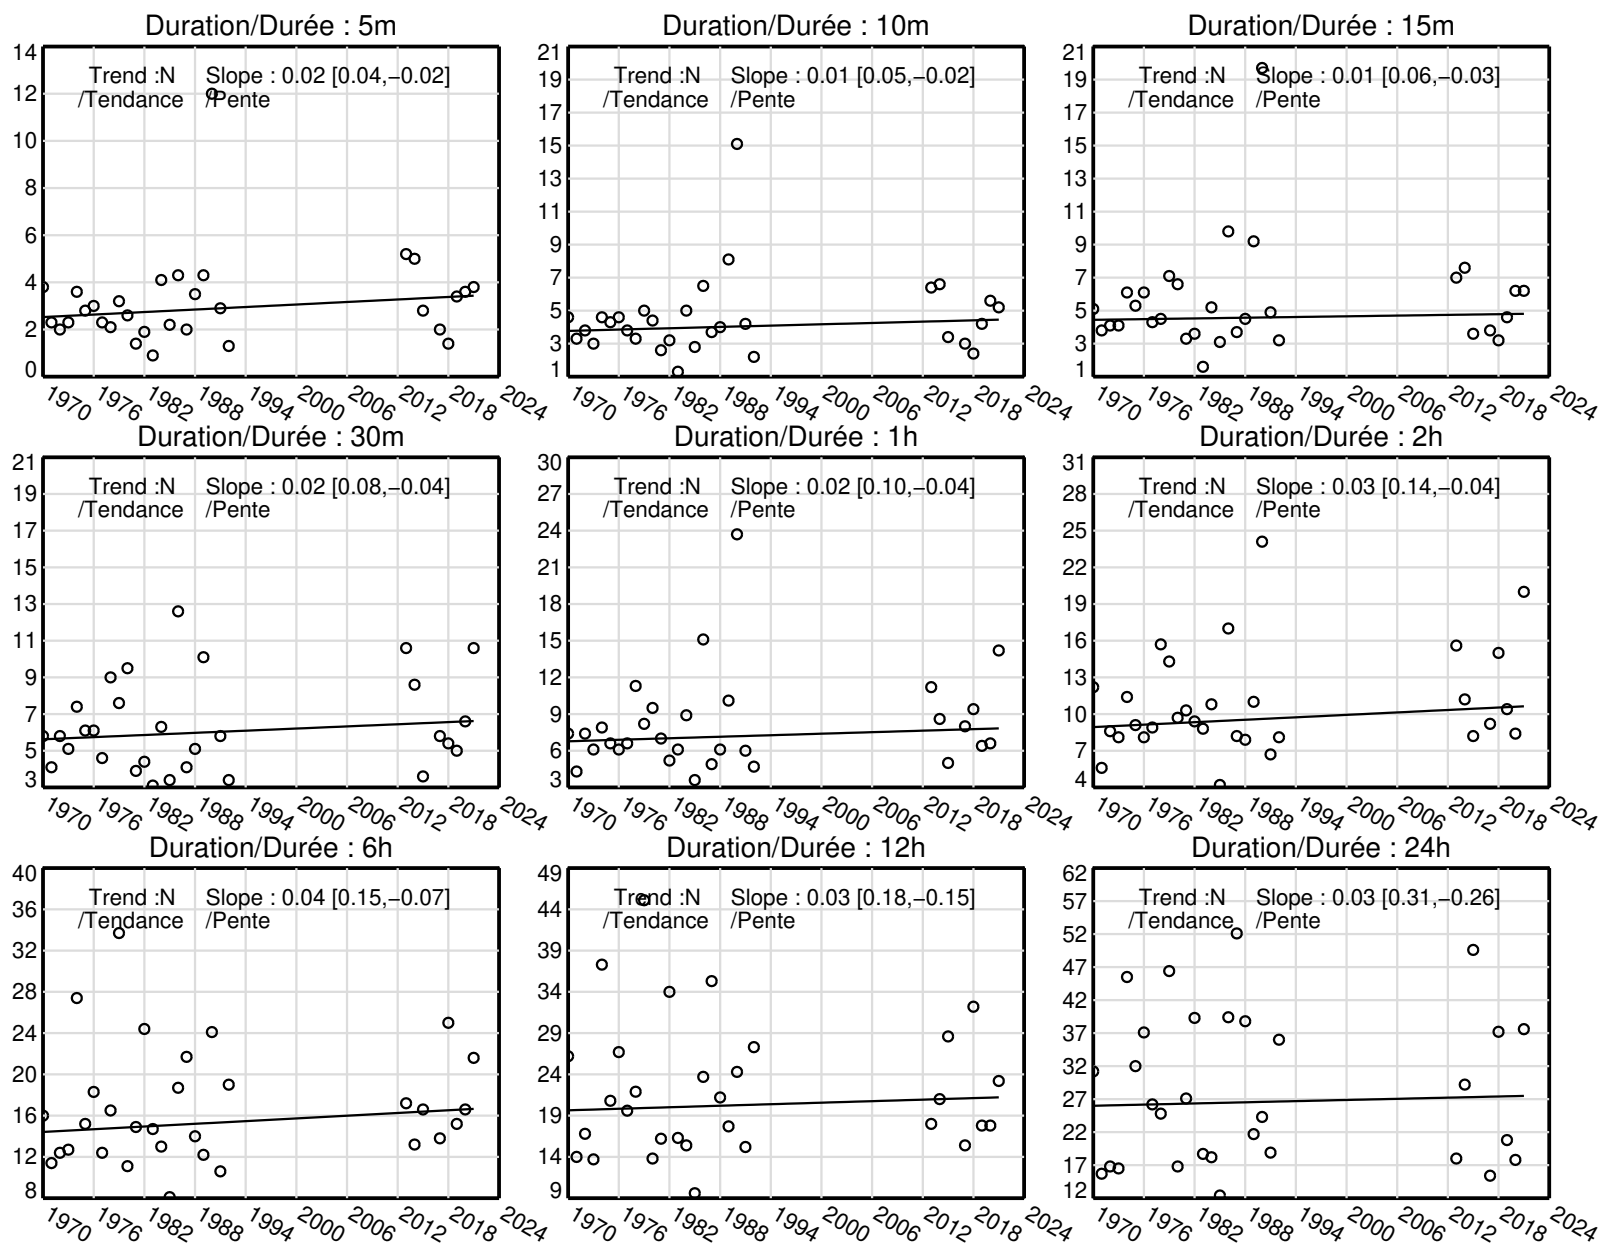 Duration/Durée : 5m
Trend :N Slope : 0.02 [0.04,−0.02]
/Tendance /Pente
14
12
10
8
6
4
2
0
1970 1976 1982 1988 1994 2000 2006 2012 2018 2024
Duration/Durée : 10m
Trend :N Slope : 0.01 [0.05,−0.02]
/Tendance /Pente
21
19
17
15
13
11
9
7
5
3
1
1970 1976 1982 1988 1994 2000 2006 2012 2018 2024
Duration/Durée : 15m
Trend :N Slope : 0.01 [0.06,−0.03]
/Tendance /Pente
21
19
17
15
13
11
9
7
5
3
1
1970 1976 1982 1988 1994 2000 2006 2012 2018 2024
Duration/Durée : 30m
Trend :N Slope : 0.02 [0.08,−0.04]
/Tendance /Pente
21
19
17
15
13
11
9
7
5
3
1970 1976 1982 1988 1994 2000 2006 2012 2018 2024
Duration/Durée : 1h
Trend :N Slope : 0.02 [0.10,−0.04]
/Tendance /Pente
30
27
24
21
18
15
12
9
6
3
1970 1976 1982 1988 1994 2000 2006 2012 2018 2024
Duration/Durée : 2h
Trend :N Slope : 0.03 [0.14,−0.04]
/Tendance /Pente
31
28
25
22
19
16
13
10
7
4
1970 1976 1982 1988 1994 2000 2006 2012 2018 2024
Duration/Durée : 6h
Trend :N Slope : 0.04 [0.15,−0.07]
/Tendance /Pente
40
36
32
28
24
20
16
12
8
1970 1976 1982 1988 1994 2000 2006 2012 2018 2024
Duration/Durée : 12h
Trend :N Slope : 0.03 [0.18,−0.15]
/Tendance /Pente
49
44
39
34
29
24
19
14
9
1970 1976 1982 1988 1994 2000 2006 2012 2018 2024
Duration/Durée : 24h
Trend :N Slope : 0.03 [0.31,−0.26]
/Tendance /Pente
62
57
52
47
42
37
32
27
22
17
12
1970 1976 1982 1988 1994 2000 2006 2012 2018 2024